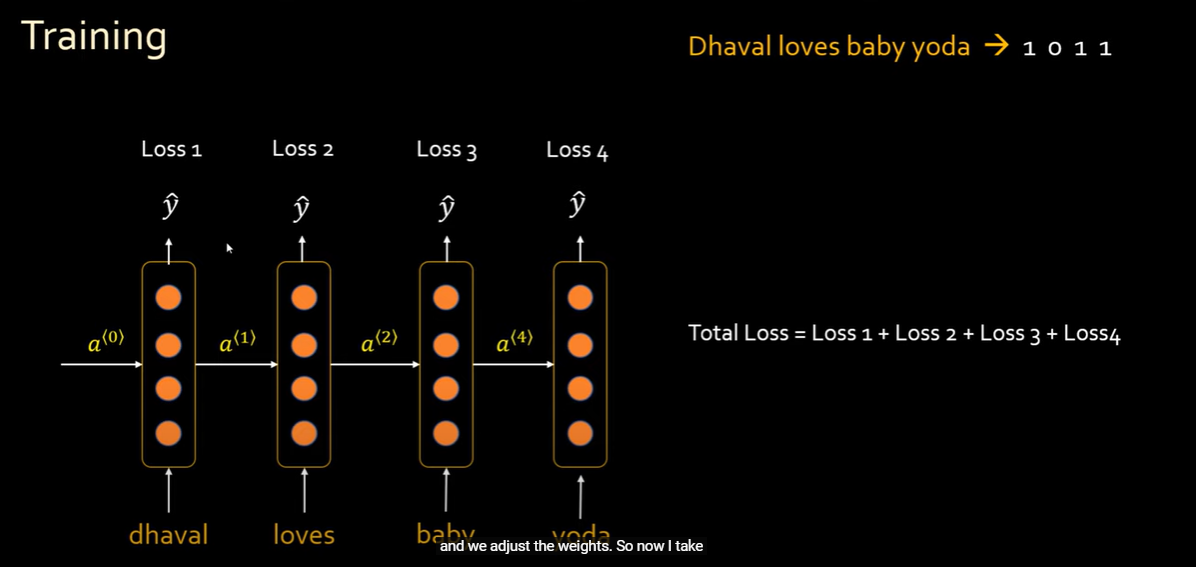 Training
Dhaval loves baby yoda → 1 0 1 1
Loss 1 Loss 2 Loss 3 Loss 4
ŷ ŷ ŷ ŷ
a⟨0⟩ a⟨1⟩ a⟨2⟩ a⟨4⟩
Total Loss = Loss 1 + Loss 2 + Loss 3 + Loss4
dhaval loves baby yoda
and we adjust the weights. So now I take